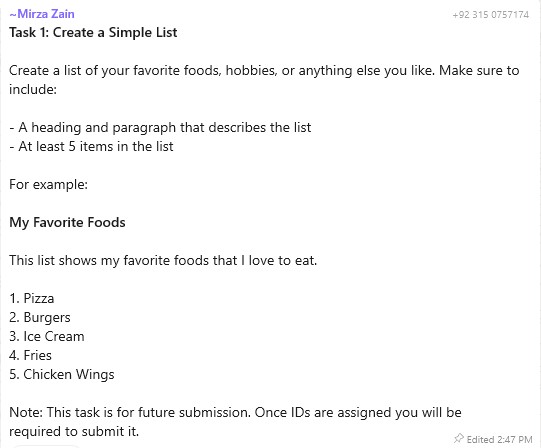 ~Mirza Zain +92 315 0757174
Task 1: Create a Simple List
Create a list of your favorite foods, hobbies, or anything else you like. Make sure to
include:
- A heading and paragraph that describes the list
- At least 5 items in the list
For example:
My Favorite Foods
This list shows my favorite foods that I love to eat.
1. Pizza
2. Burgers
3. Ice Cream
4. Fries
5. Chicken Wings
Note: This task is for future submission. Once IDs are assigned you will be
required to submit it.
Edited 2:47 PM